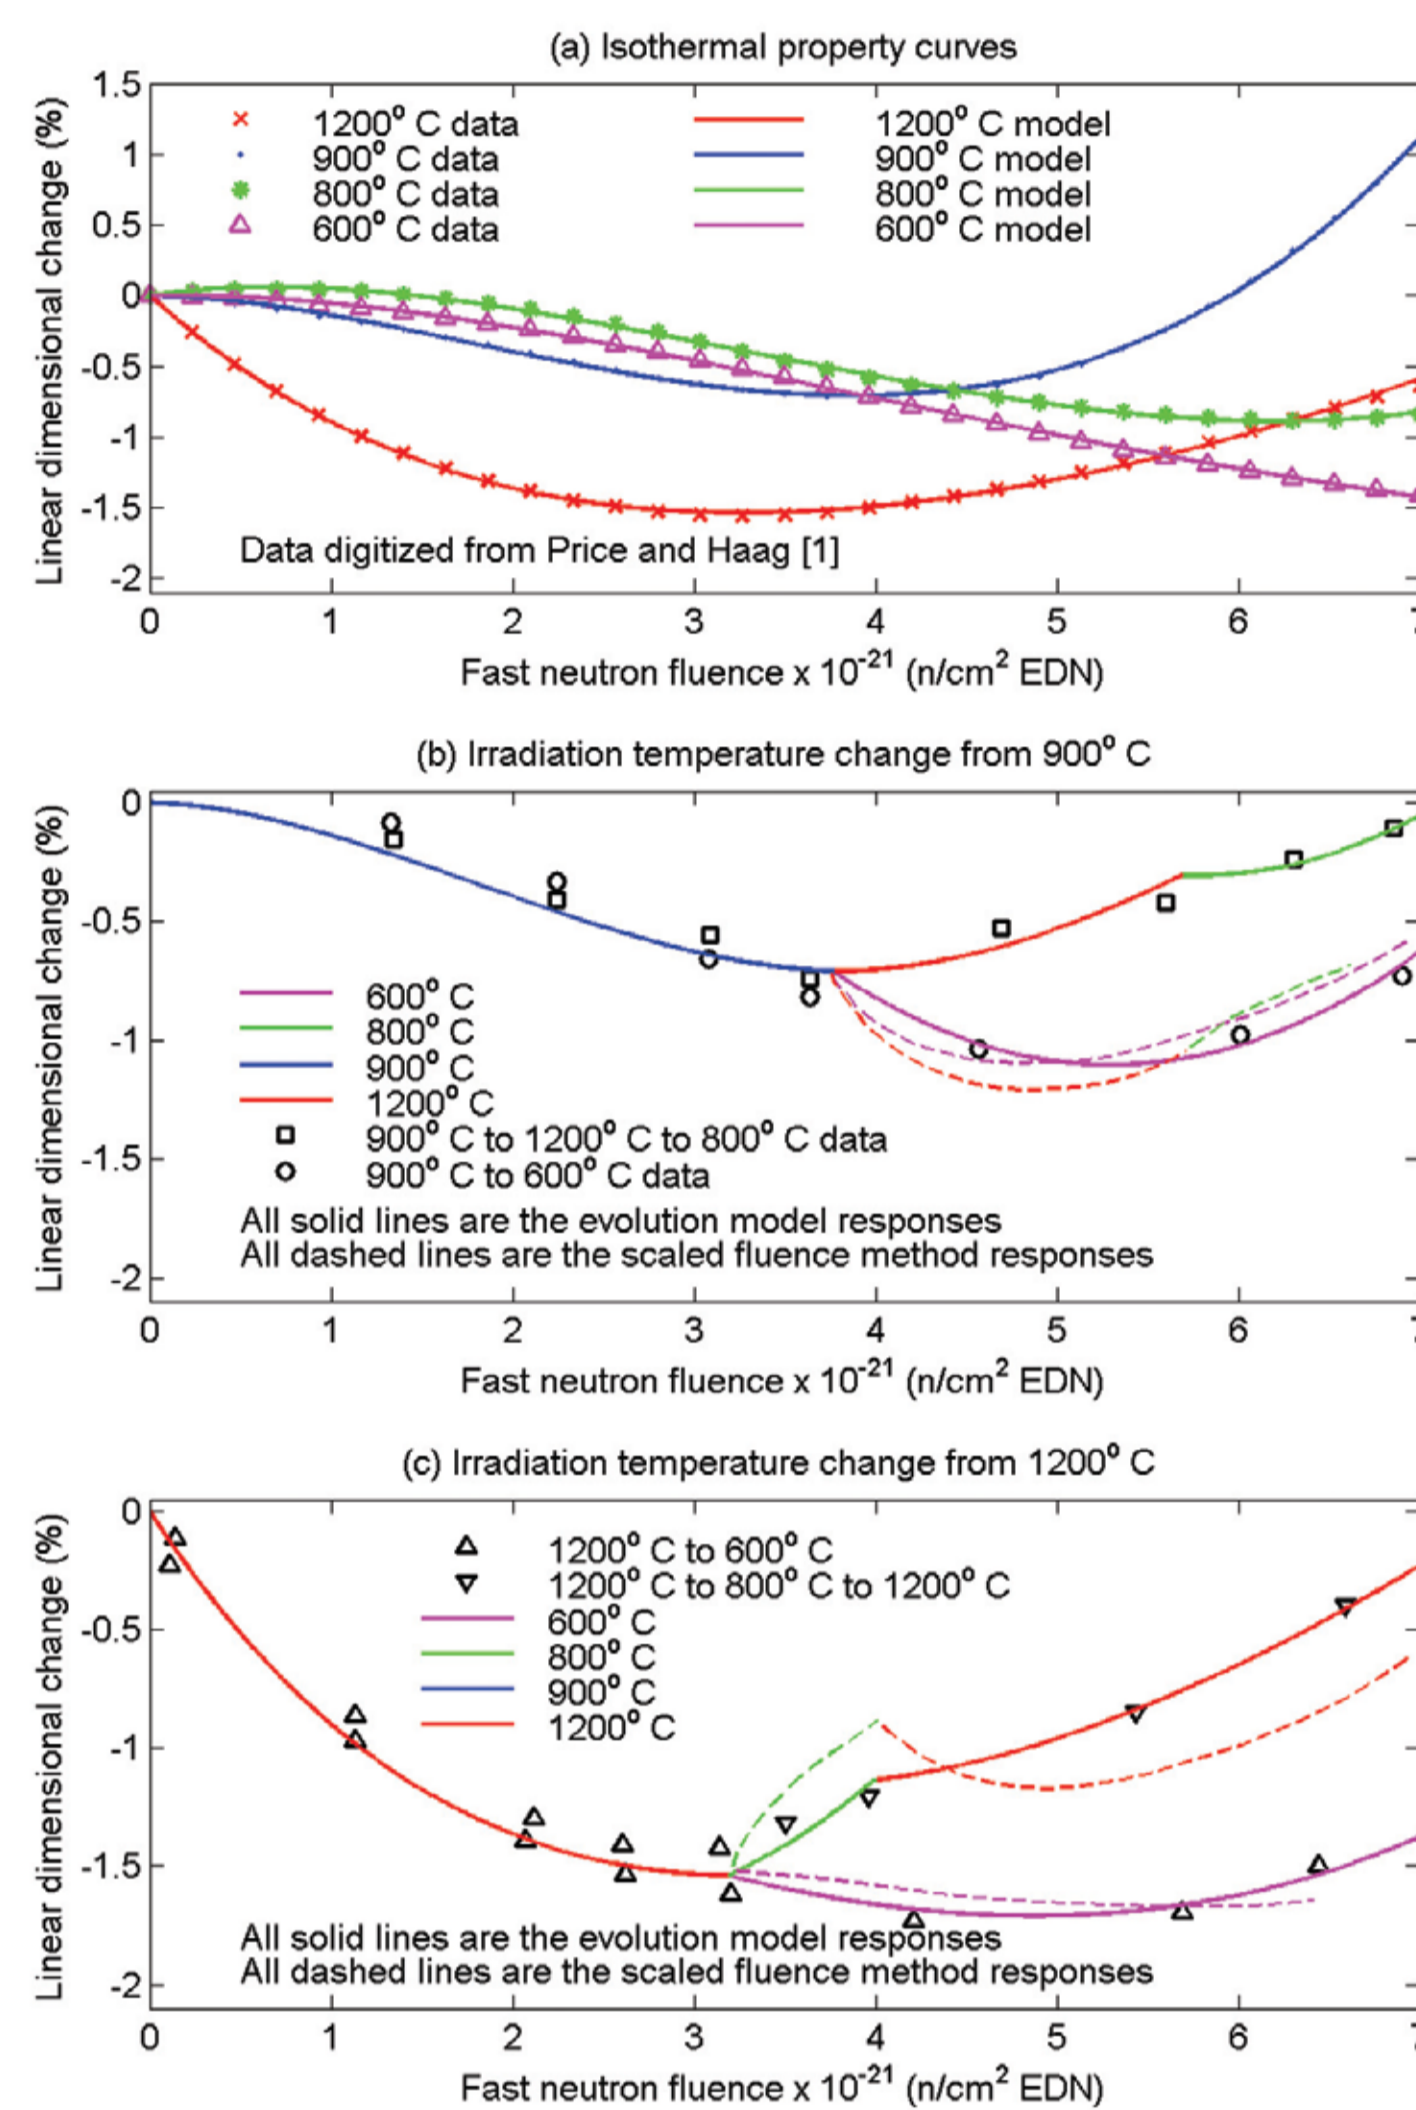 (a) Isothermal property curves
Linear dimensional change (%)
1.5
1
0.5
0
-0.5
-1
-1.5
-2
1200° C data
900° C data
800° C data
600° C data
1200° C model
900° C model
800° C model
600° C model
Data digitized from Price and Haag [1]
0 1 2 3 4 5 6
Fast neutron fluence x 10⁻²¹ (n/cm² EDN)
(b) Irradiation temperature change from 900° C
Linear dimensional change (%)
0
-0.5
-1
-1.5
-2
600° C
800° C
900° C
1200° C
900° C to 1200° C to 800° C data
900° C to 600° C data
All solid lines are the evolution model responses
All dashed lines are the scaled fluence method responses
0 1 2 3 4 5 6
Fast neutron fluence x 10⁻²¹ (n/cm² EDN)
(c) Irradiation temperature change from 1200° C
Linear dimensional change (%)
0
-0.5
-1
-1.5
-2
1200° C to 600° C
1200° C to 800° C to 1200° C
600° C
800° C
900° C
1200° C
All solid lines are the evolution model responses
All dashed lines are the scaled fluence method responses
0 1 2 3 4 5 6
Fast neutron fluence x 10⁻²¹ (n/cm² EDN)